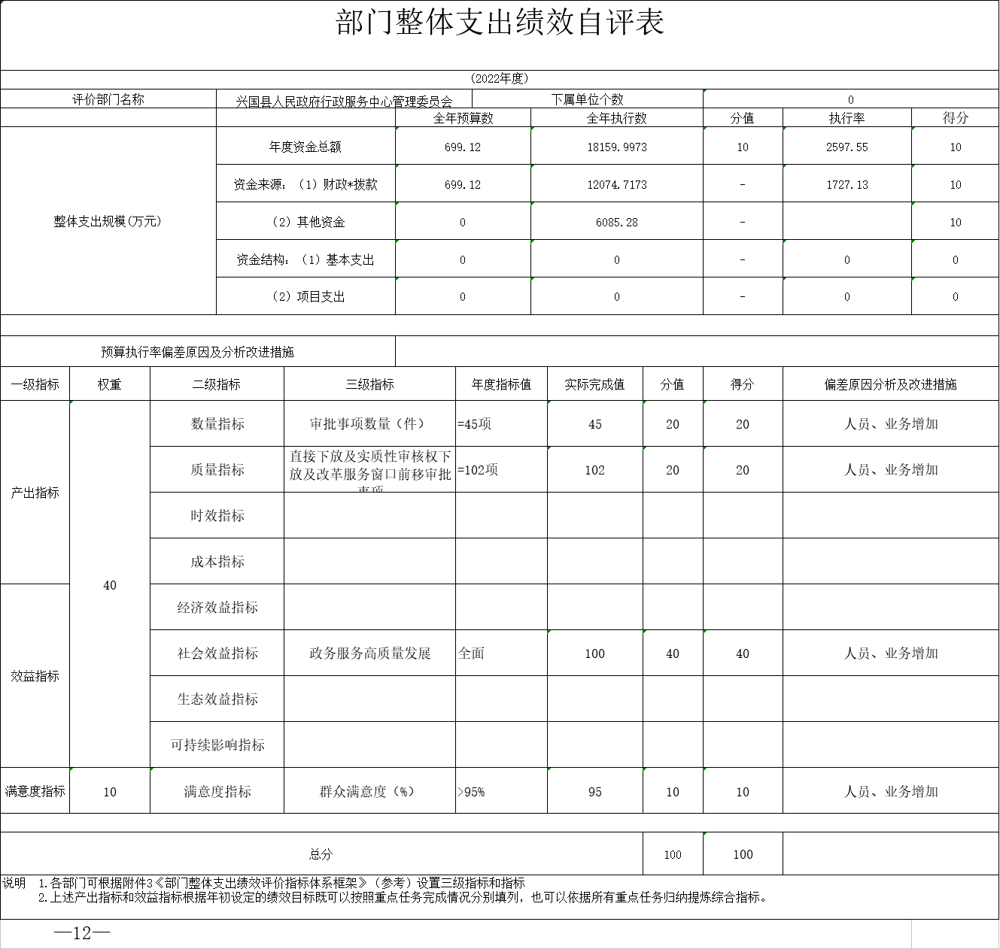 部门整体支出绩效自评表
（2022年度）
评价部门名称 兴国县人民政府行政服务中心管理委员会 下属单位个数 0
全年预算数 全年执行数 分值 执行率 得分
整体支出规模(万元)
年度资金总额 699.12 18159.9973 10 2597.55 10
资金来源：（1）财政*拨款 699.12 12074.7173 - 1727.13 10
（2）其他资金 0 6085.28 - 10
资金结构：（1）基本支出 0 0 - 0 0
（2）项目支出 0 0 - 0 0
预算执行率偏差原因及分析改进措施
一级指标 权重 二级指标 三级指标 年度指标值 实际完成值 分值 得分 偏差原因分析及改进措施
产出指标
40
数量指标 审批事项数量（件） =45项 45 20 20 人员、业务增加
质量指标
直接下放及实质性审核权下
放及改革服务窗口前移审批
事项
=102项 102 20 20 人员、业务增加
时效指标
成本指标
效益指标
经济效益指标
社会效益指标 政务服务高质量发展 全面 100 40 40 人员、业务增加
生态效益指标
可持续影响指标
满意度指标 10 满意度指标 群众满意度（%） >95% 95 10 10 人员、业务增加
总分 100 100
说明 1.各部门可根据附件3《部门整体支出绩效评价指标体系框架》（参考）设置三级指标和指标
2.上述产出指标和效益指标根据年初设定的绩效目标既可以按照重点任务完成情况分别填列，也可以依据所有重点任务归纳提炼综合指标。
—12—